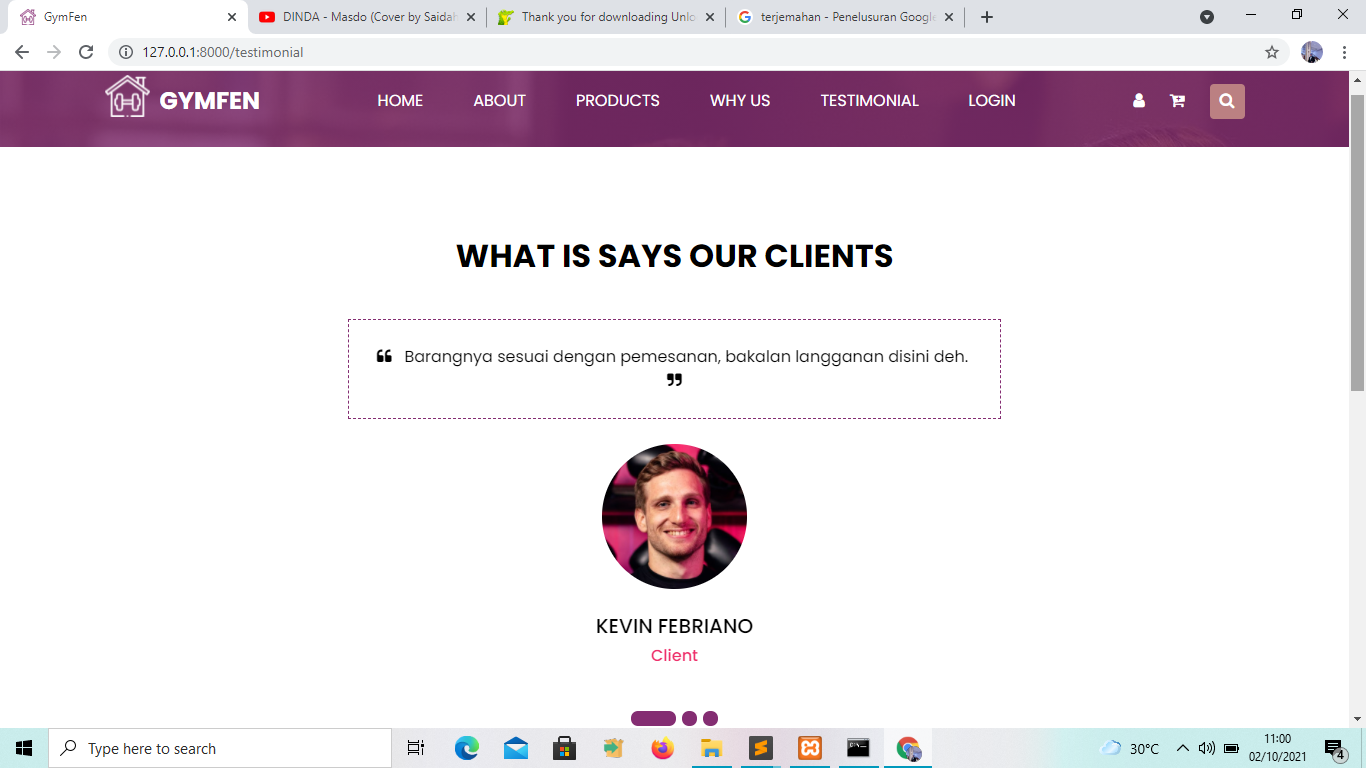 GymFen
DINDA - Masdo (Cover by Saidah
Thank you for downloading Unlo
terjemahan - Penelusuran Google
127.0.0.1:8000/testimonial
GYMFEN
HOME
ABOUT
PRODUCTS
WHY US
TESTIMONIAL
LOGIN
WHAT IS SAYS OUR CLIENTS
❝ Barangnya sesuai dengan pemesanan, bakalan langganan disini deh.
❞
KEVIN FEBRIANO
Client
Type here to search
30°C
11:00
02/10/2021
4